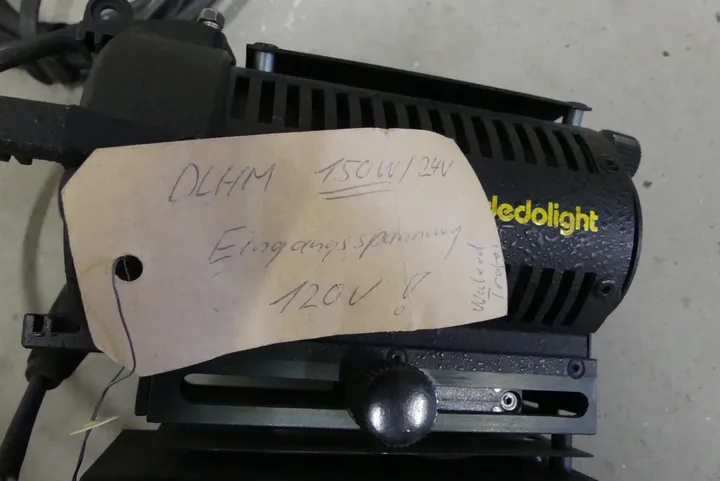 DLHM 150W/24V
Eingangsspannung
120V !
dedolight